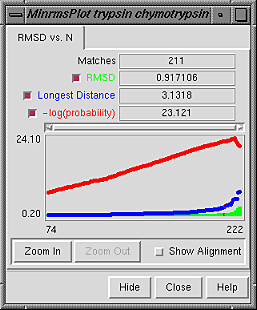 MinrmsPlot trypsin chymotrypsin
RMSD vs. N
Matches 211
RMSD 0.917106
Longest Distance 3.1318
-log(probability) 23.121
24.10
0.20
74 222
Zoom In Zoom Out Show Alignment
Hide Close Help